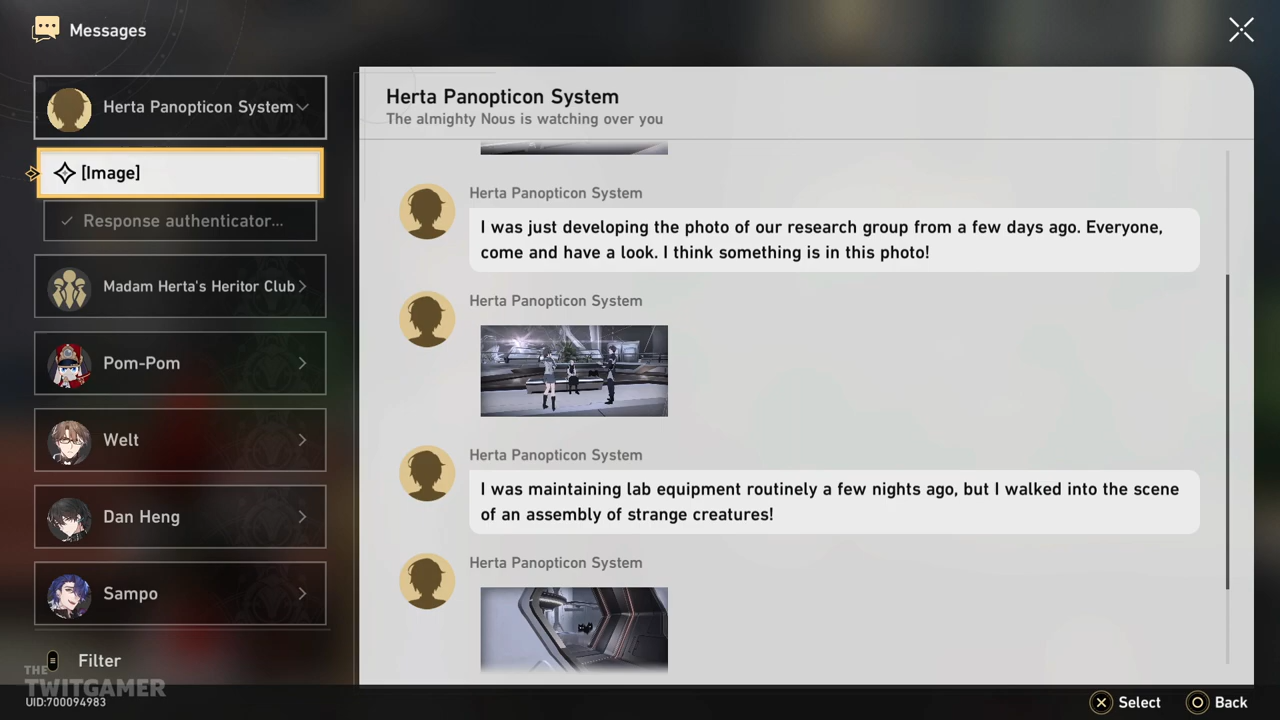 Messages
Herta Panopticon System
[Image]
Response authenticator...
Madam Herta's Heritor Club
Pom-Pom
Welt
Dan Heng
Sampo
Filter
THE
TWITGAMER
UID:700094983
Herta Panopticon System
The almighty Nous is watching over you
Herta Panopticon System
I was just developing the photo of our research group from a few days ago. Everyone,
come and have a look. I think something is in this photo!
Herta Panopticon System
Herta Panopticon System
I was maintaining lab equipment routinely a few nights ago, but I walked into the scene
of an assembly of strange creatures!
Herta Panopticon System
Select
Back